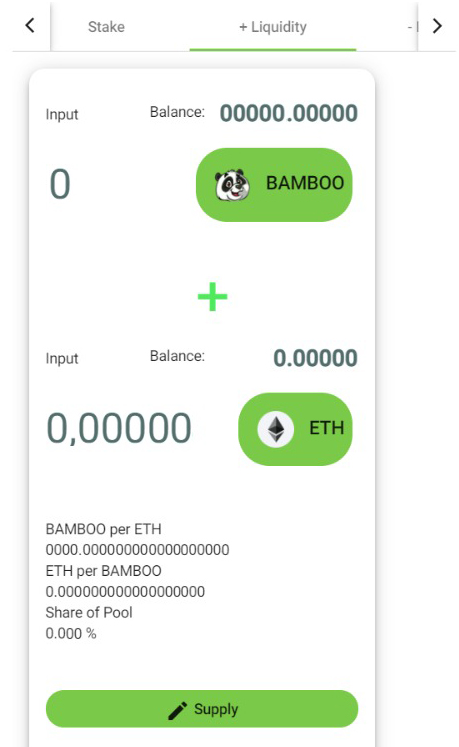 Stake + Liquidity -
Input Balance: 00000.00000
0 BAMBOO
+
Input Balance: 0.00000
0,00000 ETH
BAMBOO per ETH
0000.000000000000000000
ETH per BAMBOO
0.000000000000000000
Share of Pool
0.000 %
Supply